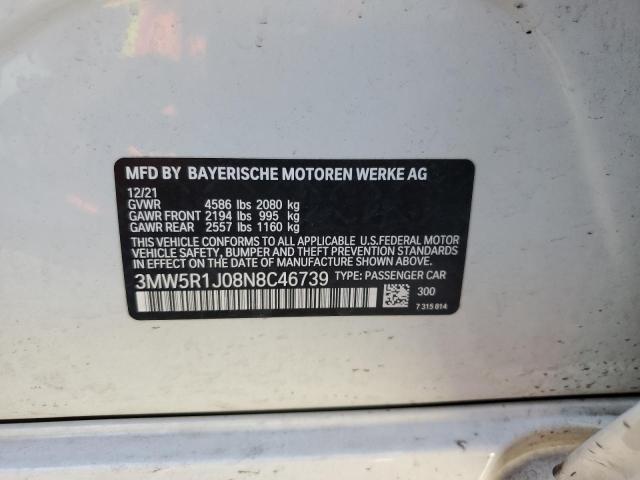 MFD BY BAYERISCHE MOTOREN WERKE AG
12/21
GVWR 4586 lbs 2080 kg
GAWR FRONT 2194 lbs 995 kg
GAWR REAR 2557 lbs 1160 kg
THIS VEHICLE CONFORMS TO ALL APPLICABLE U.S.FEDERAL MOTOR
VEHICLE SAFETY, BUMPER AND THEFT PREVENTION STANDARDS
IN EFFECT ON THE DATE OF MANUFACTURE SHOWN ABOVE.
3MW5R1J08N8C46739 TYPE: PASSENGER CAR
300
7 315 814